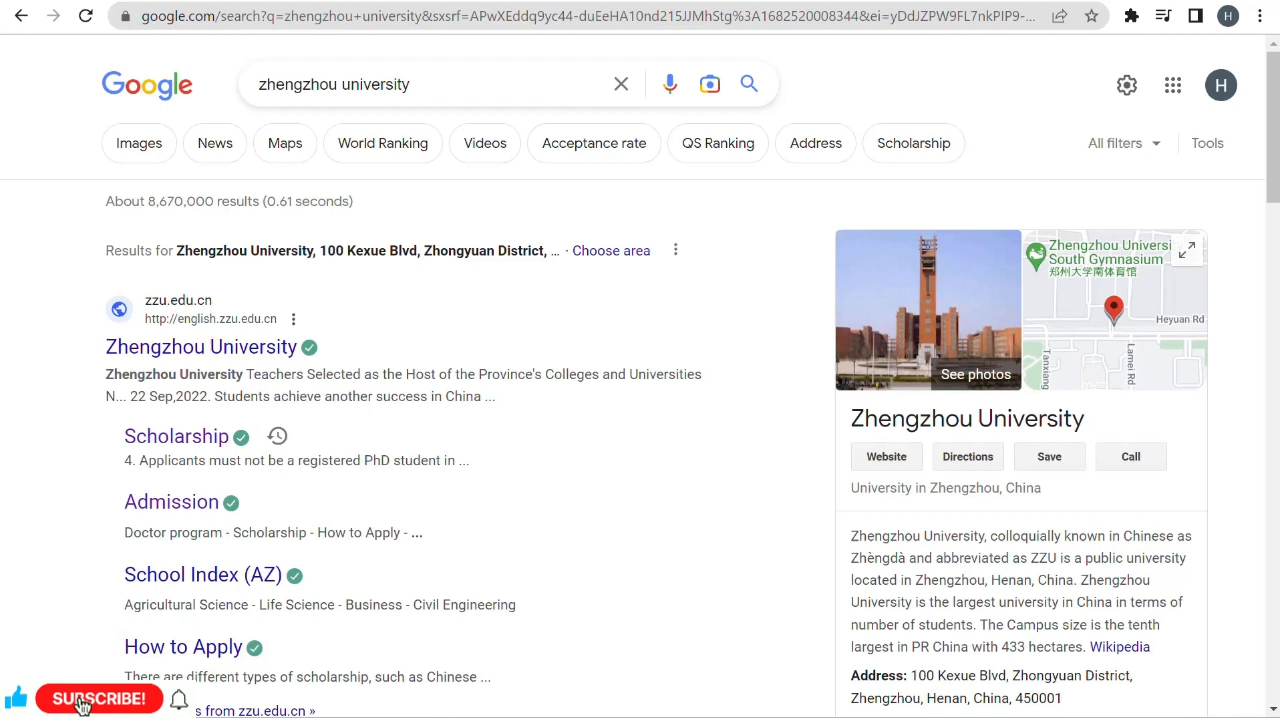 google.com/search?q=zhengzhou+university&sxsrf=APwXEddq9yc44-duEeHA10nd215JJMhStg%3A1682520008344&ei=yDdJZPW9FL7nkPIP9-...
H
Google
zhengzhou university
H
Images
News
Maps
World Ranking
Videos
Acceptance rate
QS Ranking
Address
Scholarship
All filters
Tools
About 8,670,000 results (0.61 seconds)
Results for Zhengzhou University, 100 Kexue Blvd, Zhongyuan District, ... · Choose area
zzu.edu.cn
http://english.zzu.edu.cn
Zhengzhou University
Zhengzhou University Teachers Selected as the Host of the Province's Colleges and Universities
N... 22 Sep,2022. Students achieve another success in China ...
Scholarship
4. Applicants must not be a registered PhD student in ...
Admission
Doctor program - Scholarship - How to Apply - ...
School Index (AZ)
Agricultural Science - Life Science - Business - Civil Engineering
How to Apply
There are different types of scholarship, such as Chinese ...
s from zzu.edu.cn »
SUBSCRIBE!
See photos
Zhengzhou Universi
South Gymnasium
郑州大学南体育馆
Heyuan Rd
Tanxiang
Lamei Rd
Zhengzhou University
Website
Directions
Save
Call
University in Zhengzhou, China
Zhengzhou University, colloquially known in Chinese as
Zhèngdà and abbreviated as ZZU is a public university
located in Zhengzhou, Henan, China. Zhengzhou
University is the largest university in China in terms of
number of students. The Campus size is the tenth
largest in PR China with 433 hectares. Wikipedia
Address: 100 Kexue Blvd, Zhongyuan District,
Zhengzhou, Henan, China, 450001